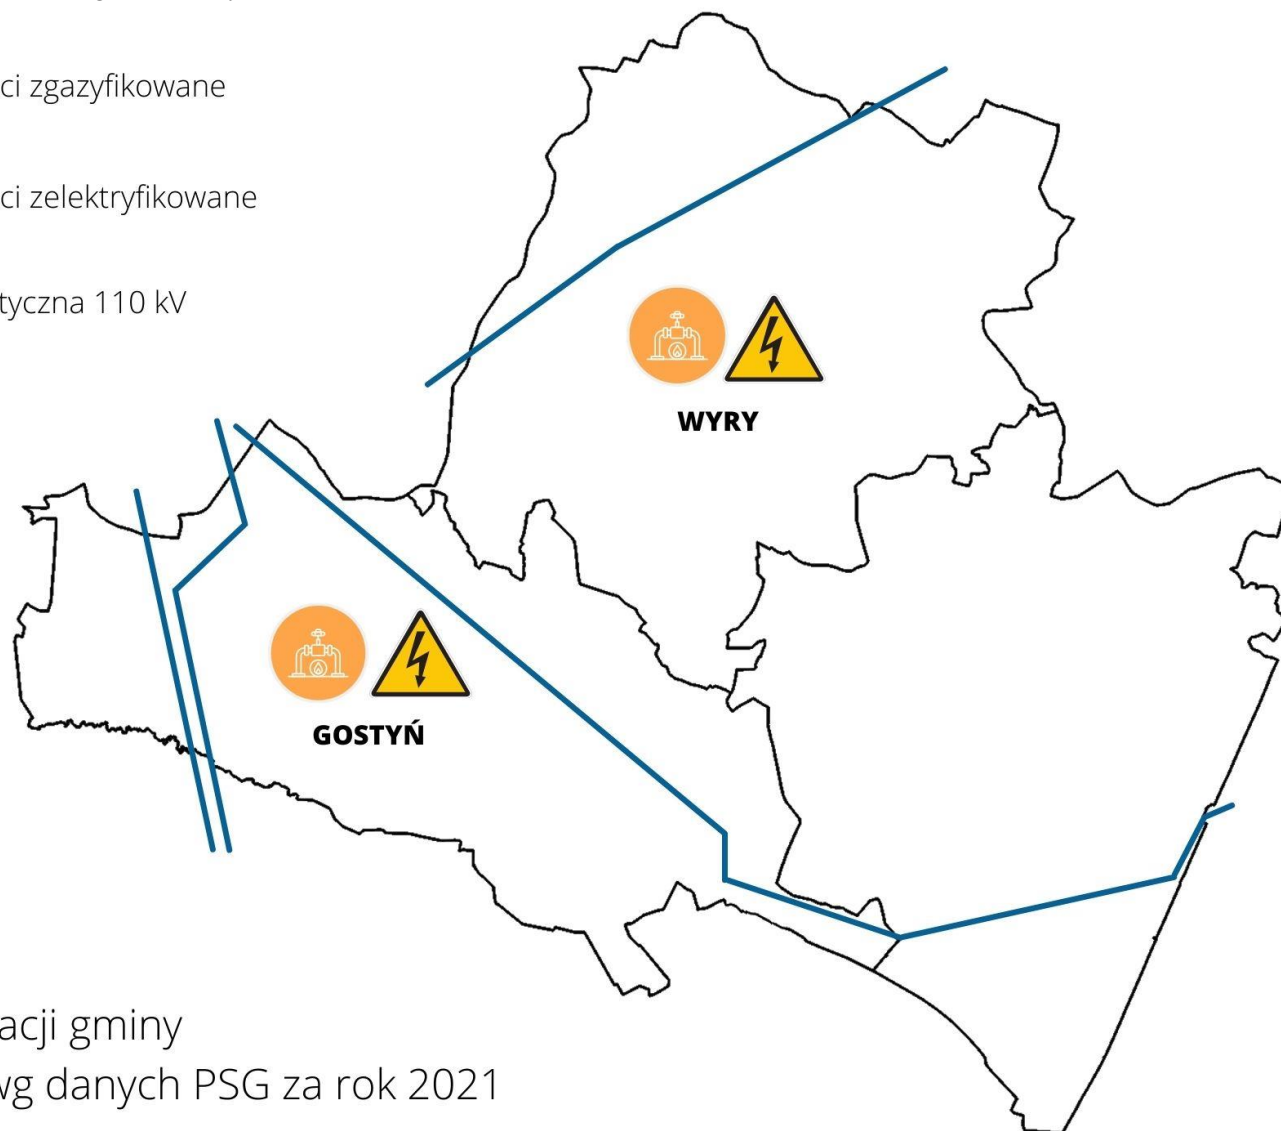 ci zgazyfikowane
ci zelektryfikowane
tyczna 110 kV
WYRY
GOSTYŃ
acji gminy
wg danych PSG za rok 2021